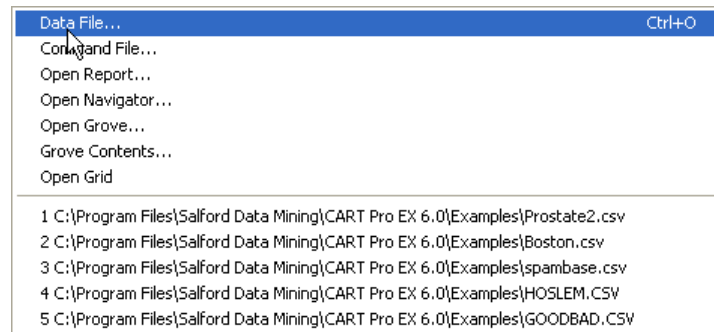 Data File... Ctrl+O
Command File...
Open Report...
Open Navigator...
Open Grove...
Grove Contents...
Open Grid
1 C:\Program Files\Salford Data Mining\CART Pro EX 6.0\Examples\Prostate2.csv
2 C:\Program Files\Salford Data Mining\CART Pro EX 6.0\Examples\Boston.csv
3 C:\Program Files\Salford Data Mining\CART Pro EX 6.0\Examples\spambase.csv
4 C:\Program Files\Salford Data Mining\CART Pro EX 6.0\Examples\HOSLEM.CSV
5 C:\Program Files\Salford Data Mining\CART Pro EX 6.0\Examples\GOODBAD.CSV